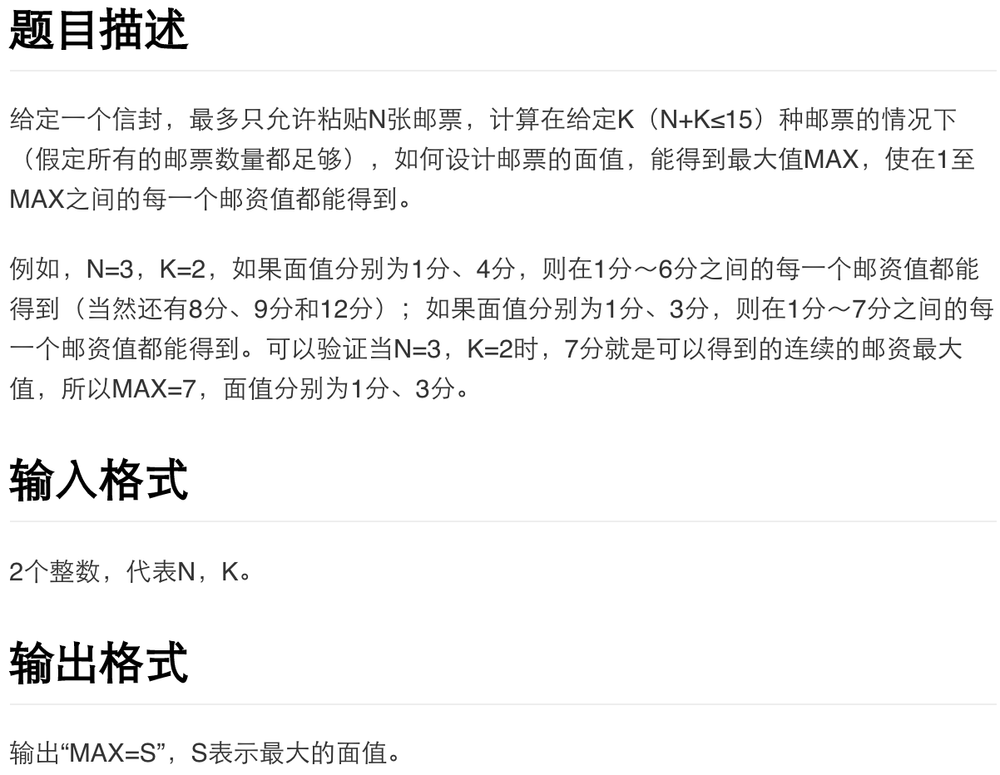 题目描述
给定一个信封，最多只允许粘贴N张邮票，计算在给定K（N+K≤15）种邮票的情况下
（假定所有的邮票数量都足够），如何设计邮票的面值，能得到最大值MAX，使在1至
MAX之间的每一个邮资值都能得到。
例如，N=3，K=2，如果面值分别为1分、4分，则在1分～6分之间的每一个邮资值都能
得到（当然还有8分、9分和12分）；如果面值分别为1分、3分，则在1分～7分之间的每
一个邮资值都能得到。可以验证当N=3，K=2时，7分就是可以得到的连续的邮资最大
值，所以MAX=7，面值分别为1分、3分。
输入格式
2个整数，代表N，K。
输出格式
输出“MAX=S”，S表示最大的面值。